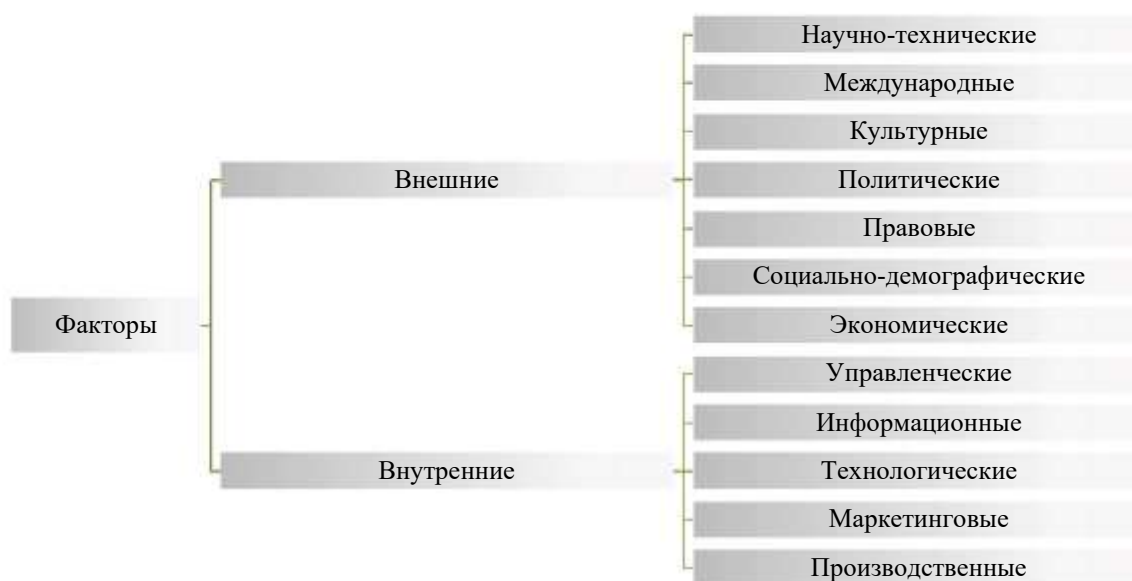 Факторы
Внешние
Научно-технические
Международные
Культурные
Политические
Правовые
Социально-демографические
Экономические
Внутренние
Управленческие
Информационные
Технологические
Маркетинговые
Производственные